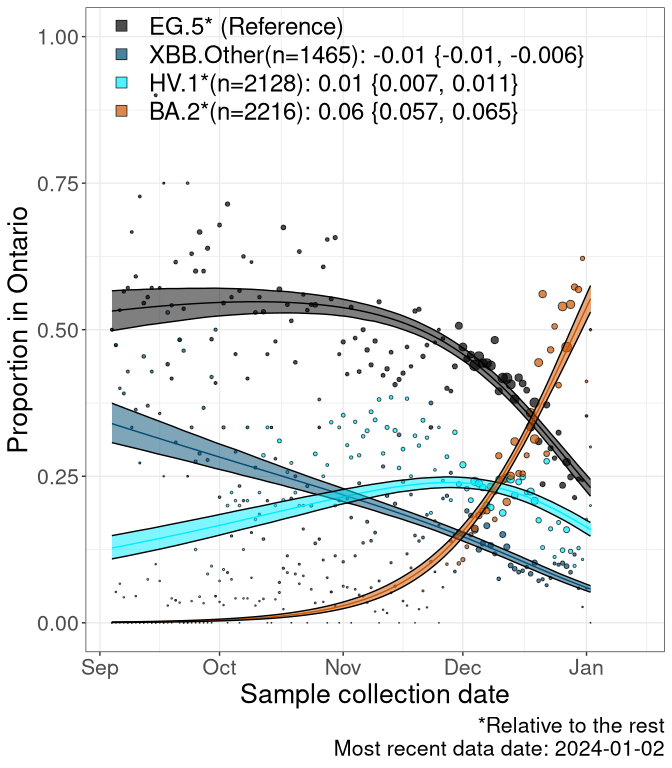 EG.5* (Reference)
XBB.Other(n=1465): -0.01 {-0.01, -0.006}
HV.1*(n=2128): 0.01 {0.007, 0.011}
BA.2*(n=2216): 0.06 {0.057, 0.065}
Proportion in Ontario
1.00
0.75
0.50
0.25
0.00
Sep Oct Nov Dec Jan
Sample collection date
*Relative to the rest
Most recent data date: 2024-01-02